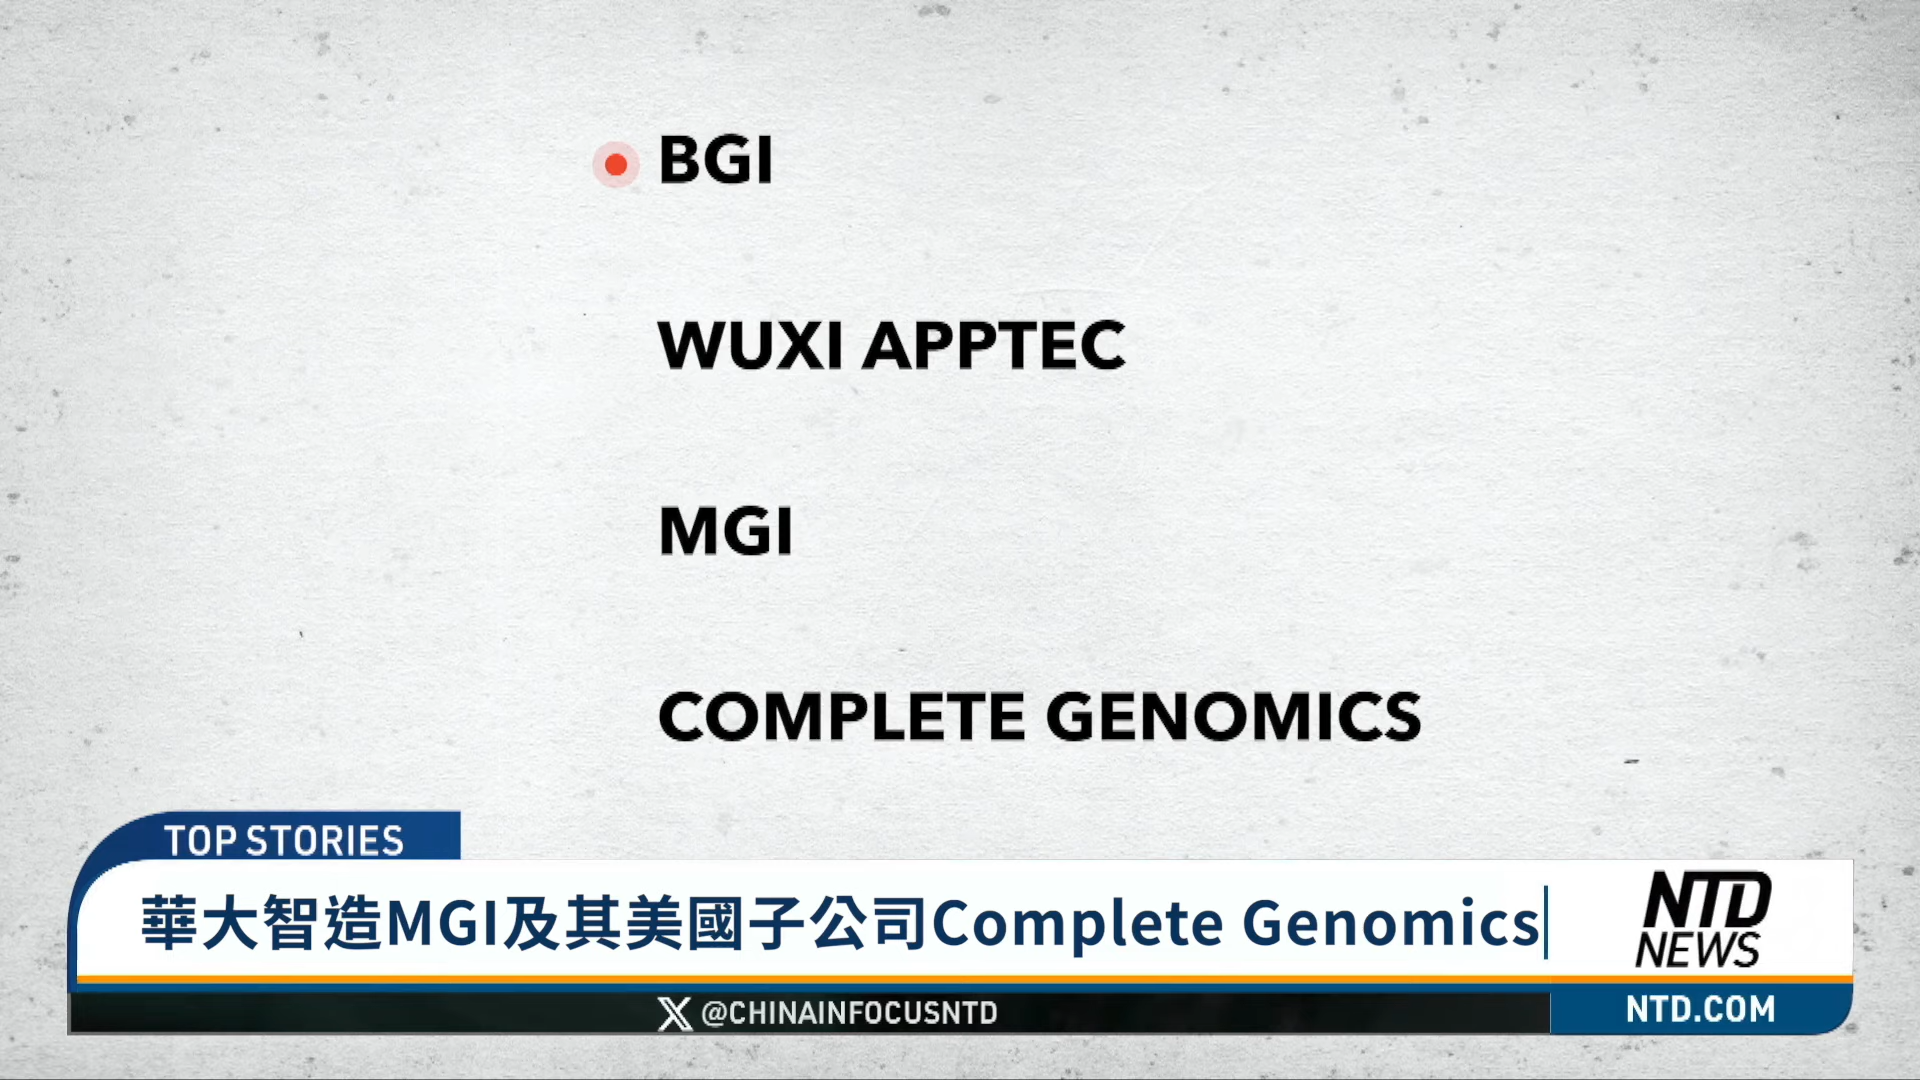 BGI
WUXI APPTEC
MGI
COMPLETE GENOMICS
TOP STORIES
華大智造MGI及其美國子公司Complete Genomics
NTD
NEWS
X @CHINAINFOCUSNTD
NTD.COM